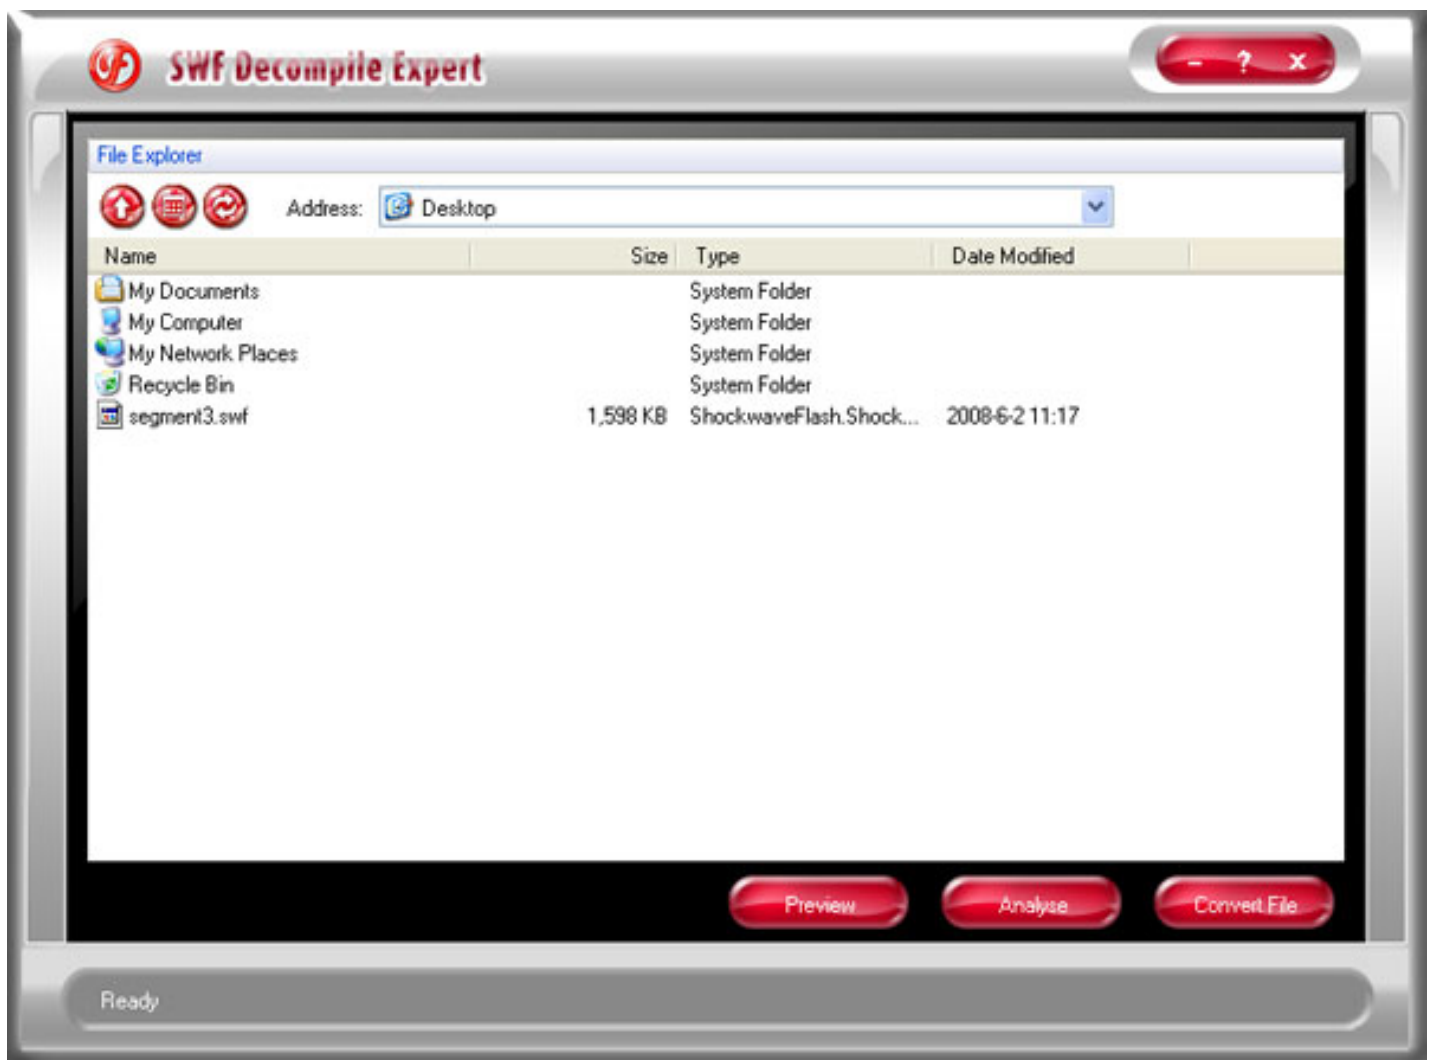 SWF Decompile Expert
- ? x
File Explorer
Address: Desktop
Name Size Type Date Modified
My Documents System Folder
My Computer System Folder
My Network Places System Folder
Recycle Bin System Folder
segment3.swf 1,598 KB ShockwaveFlash.Shock... 2008-6-2 11:17
Preview Analyse Convert File
Ready